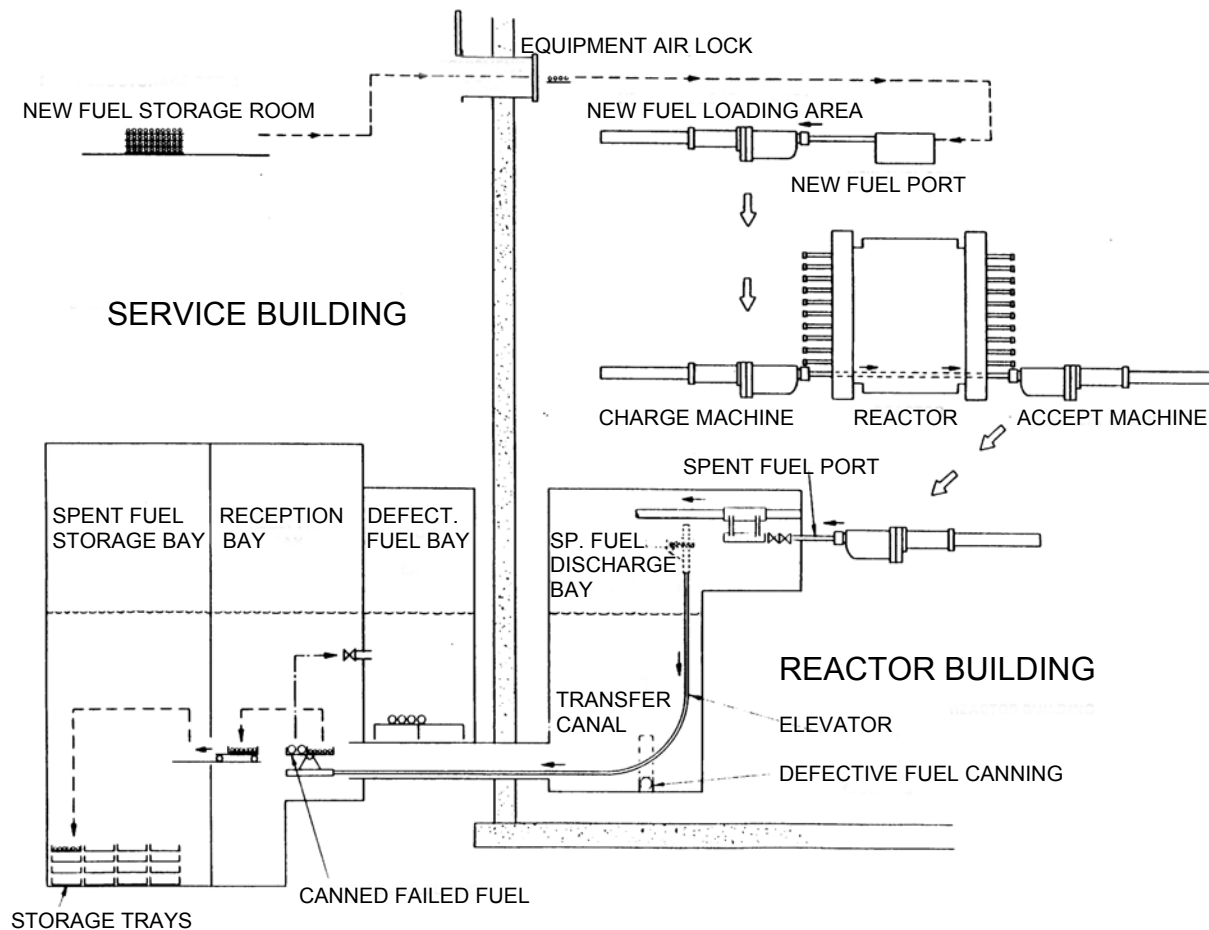 EQUIPMENT AIR LOCK
NEW FUEL STORAGE ROOM
NEW FUEL LOADING AREA
NEW FUEL PORT
SERVICE BUILDING
CHARGE MACHINE
REACTOR
ACCEPT MACHINE
SPENT FUEL PORT
SPENT FUEL
STORAGE BAY
RECEPTION
BAY
DEFECT.
FUEL BAY
SP. FUEL
DISCHARGE
BAY
REACTOR BUILDING
TRANSFER
CANAL
ELEVATOR
DEFECTIVE FUEL CANNING
CANNED FAILED FUEL
STORAGE TRAYS